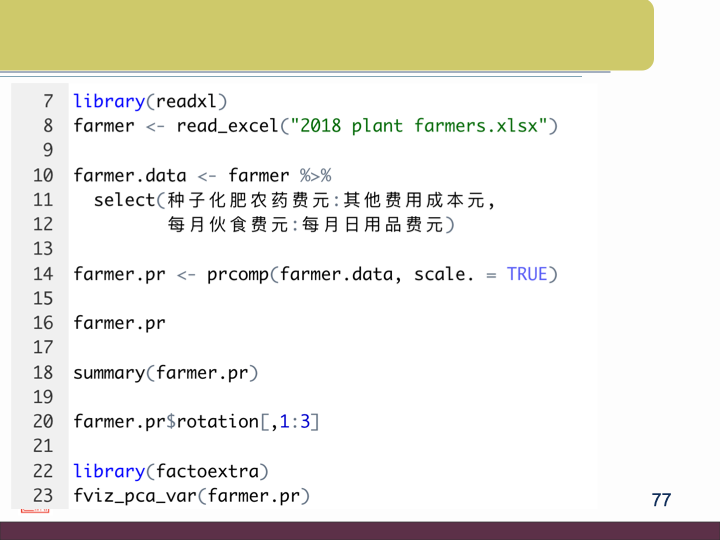 7 library(readxl)
8 farmer <- read_excel("2018 plant farmers.xlsx")
9
10 farmer.data <- farmer %>%
11 select(种子化肥农药费元:其他费用成本元,
12 每月伙食费元:每月日用品费元)
13
14 farmer.pr <- prcomp(farmer.data, scale. = TRUE)
15
16 farmer.pr
17
18 summary(farmer.pr)
19
20 farmer.pr$rotation[,1:3]
21
22 library(factoextra)
23 fviz_pca_var(farmer.pr)
77